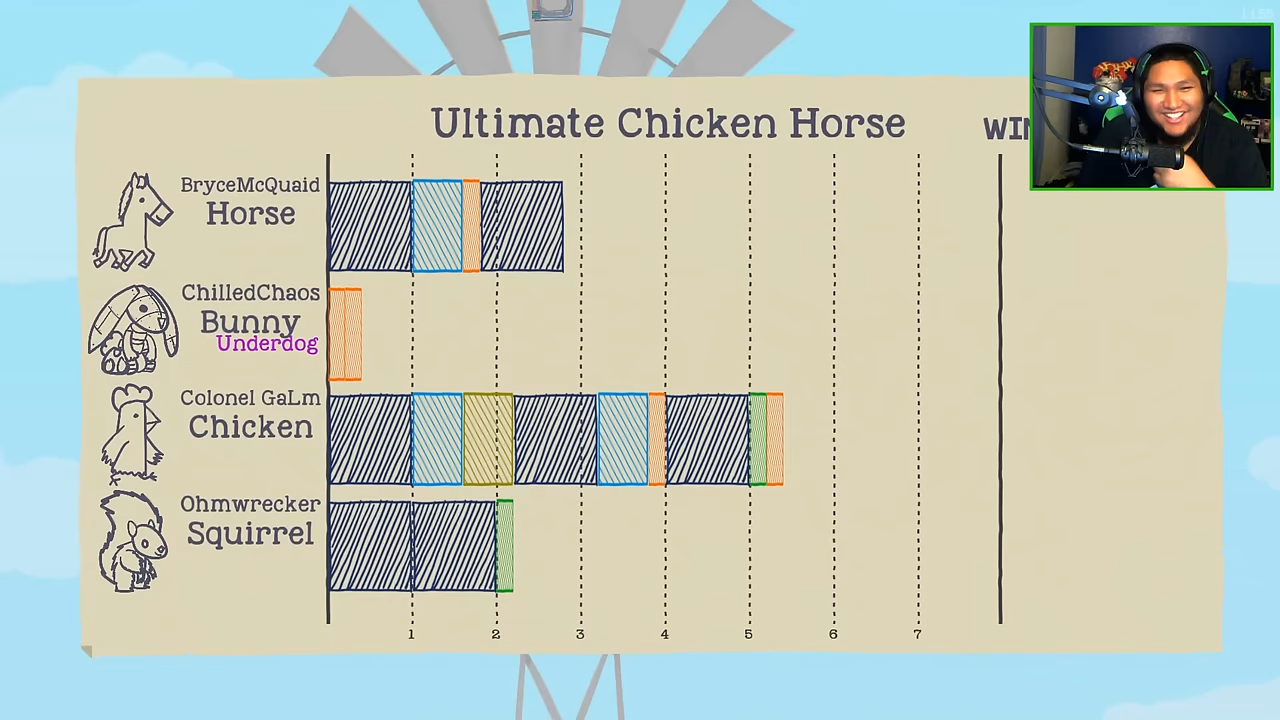 Ultimate Chicken Horse
WIN
BryceMcQuaid
Horse
ChilledChaos
Bunny
Underdog
Colonel GaLm
Chicken
Ohmwrecker
Squirrel
1 2 3 4 5 6 7